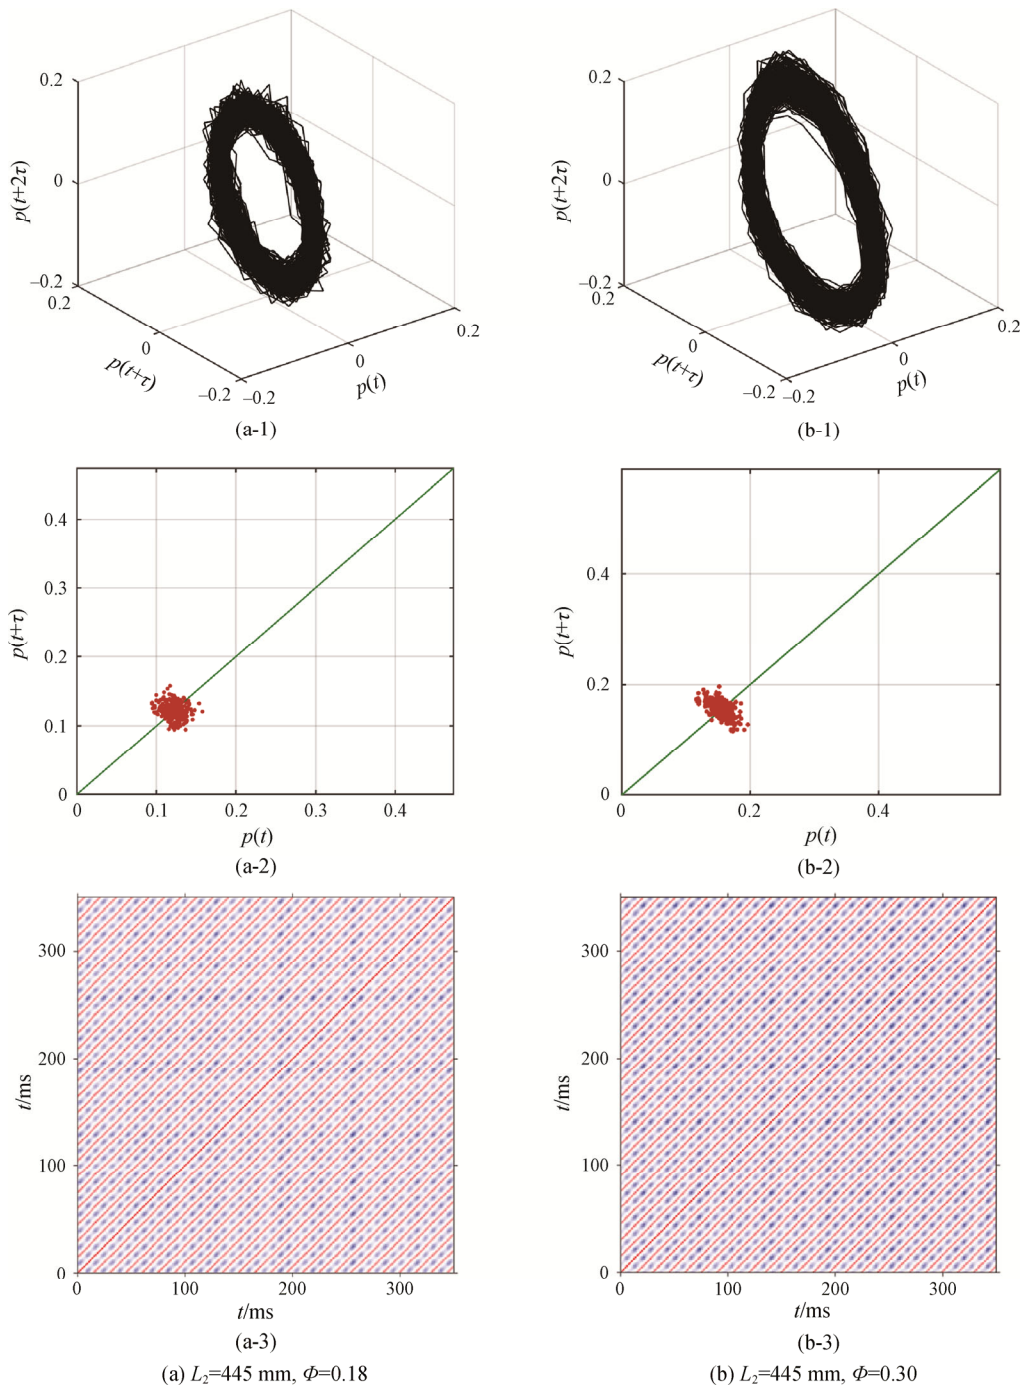 0.2
0.2
p(t+2τ)
0
p(t+2τ)
0
−0.2
−0.2
0.2
0.2
0.2
0.2
0
0
0
0
p(t+τ)
p(t)
p(t+τ)
p(t)
−0.2
−0.2
−0.2
−0.2
(a-1)
(b-1)
0.4
0.3
0.2
0.1
0
p(t+τ)
0.4
0.2
0
p(t+τ)
0 0.1 0.2 0.3 0.4
0 0.2 0.4
p(t)
p(t)
(a-2)
(b-2)
300
200
100
0
t/ms
300
200
100
0
t/ms
0 100 200 300
0 100 200 300
t/ms
t/ms
(a-3)
(b-3)
(a) L₂=445 mm, Φ=0.18
(b) L₂=445 mm, Φ=0.30